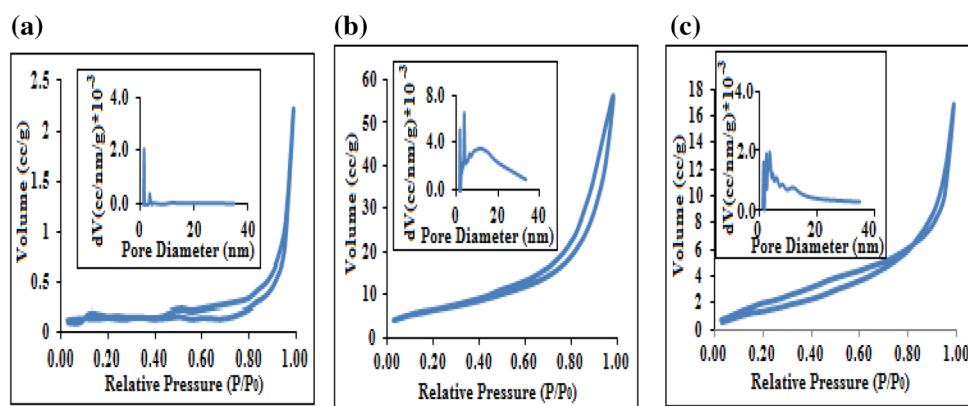 (a)
Volume (cc/g)
2.5
2
1.5
1
0.5
0
0.00 0.20 0.40 0.60 0.80 1.00
Relative Pressure (P/P0)
dV(cc/nm/g)*10⁻³
4.0
2.0
0.0
0 20 40
Pore Diameter (nm)
(b)
Volume (cc/g)
60
50
40
30
20
10
0
0.00 0.20 0.40 0.60 0.80 1.00
Relative Pressure (P/P0)
dV(cc/nm/g)*10⁻³
8.0
4.0
0.0
0 20 40
Pore Diameter (nm)
(c)
Volume (cc/g)
18
16
14
12
10
8
6
4
2
0
0.00 0.20 0.40 0.60 0.80 1.00
Relative Pressure (P/P0)
dV(cc/nm/g)*10⁻³
4.0
2.0
0.0
0 20 40
Pore Diameter (nm)